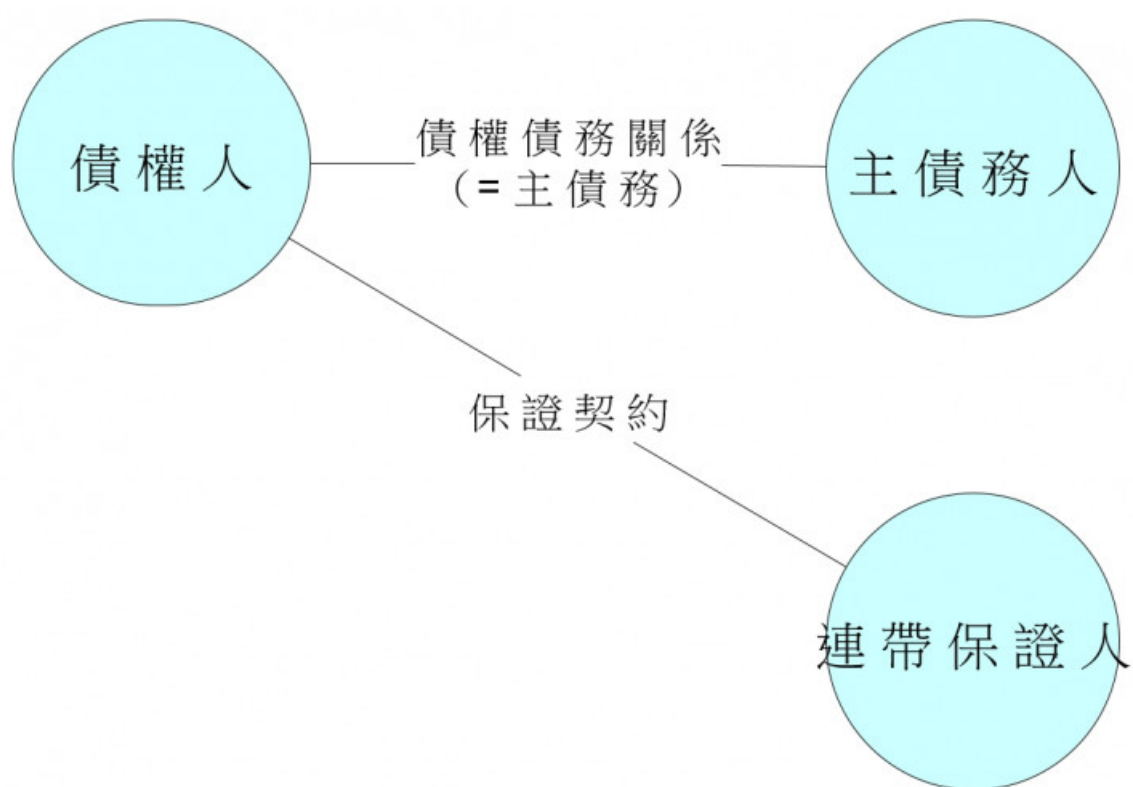 債權人
債權債務關係
（=主債務）
主債務人
保證契約
連帶保證人